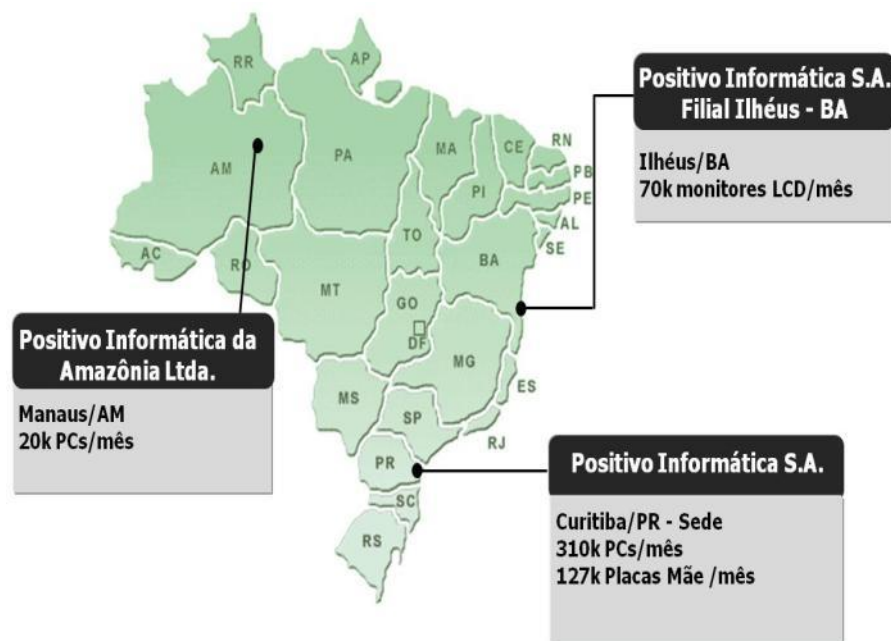 RR
AP
AM
PA
MA
CE
RN
PB
PE
AL
SE
PI
AC
RO
TO
BA
MT
GO
DF
MG
ES
MS
SP
RJ
PR
SC
RS
Positivo Informática S.A.
Filial Ilhéus - BA
Ilhéus/BA
70k monitores LCD/mês
Positivo Informática da
Amazônia Ltda.
Manaus/AM
20k PCs/mês
Positivo Informática S.A.
Curitiba/PR - Sede
310k PCs/mês
127k Placas Mãe /mês